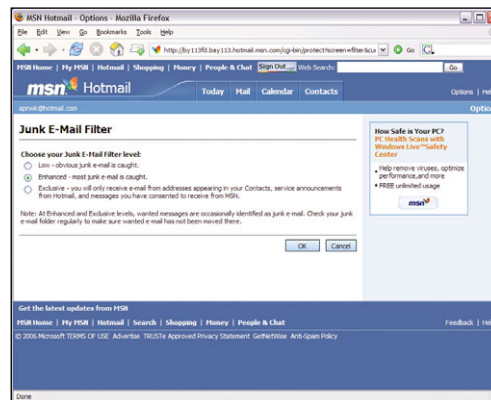 MSN Hotmail - Options - Mozilla Firefox
File Edit View Go Bookmarks Tools Help
http://by113fd.bay113.hotmail.msn.com/cgi-bin/protect?screen=filter&cu Go
MSN Home | My MSN | Hotmail | Shopping | Money | People & Chat Sign Out Web Search: Go
msn Hotmail Today Mail Calendar Contacts Options | Hel
apnwk@hotmail.com Optio
Junk E-Mail Filter
Choose your Junk E-Mail Filter level:
Low - obvious junk e-mail is caught.
Enhanced - most junk e-mail is caught.
Exclusive - you will only receive e-mail from addresses appearing in your Contacts, service announcements
from Hotmail, and messages you have consented to receive from MSN.
Note: At Enhanced and Exclusive levels, wanted messages are occasionally identified as junk e-mail. Check your junk
e-mail folder regularly to make sure wanted e-mail has not been moved there.
OK Cancel
How Safe is Your PC?
PC Health Scans with
Windows Live™Safety
Center
• Help remove viruses, optimize
performance,and more
• FREE unlimited usage
msn
Get the latest updates from MSN
MSN Home | My MSN | Hotmail | Search | Shopping | Money | People & Chat Feedback | Hel
© 2006 Microsoft TERMS OF USE Advertise TRUSTe Approved Privacy Statement GetNetWise Anti-Spam Policy
Done